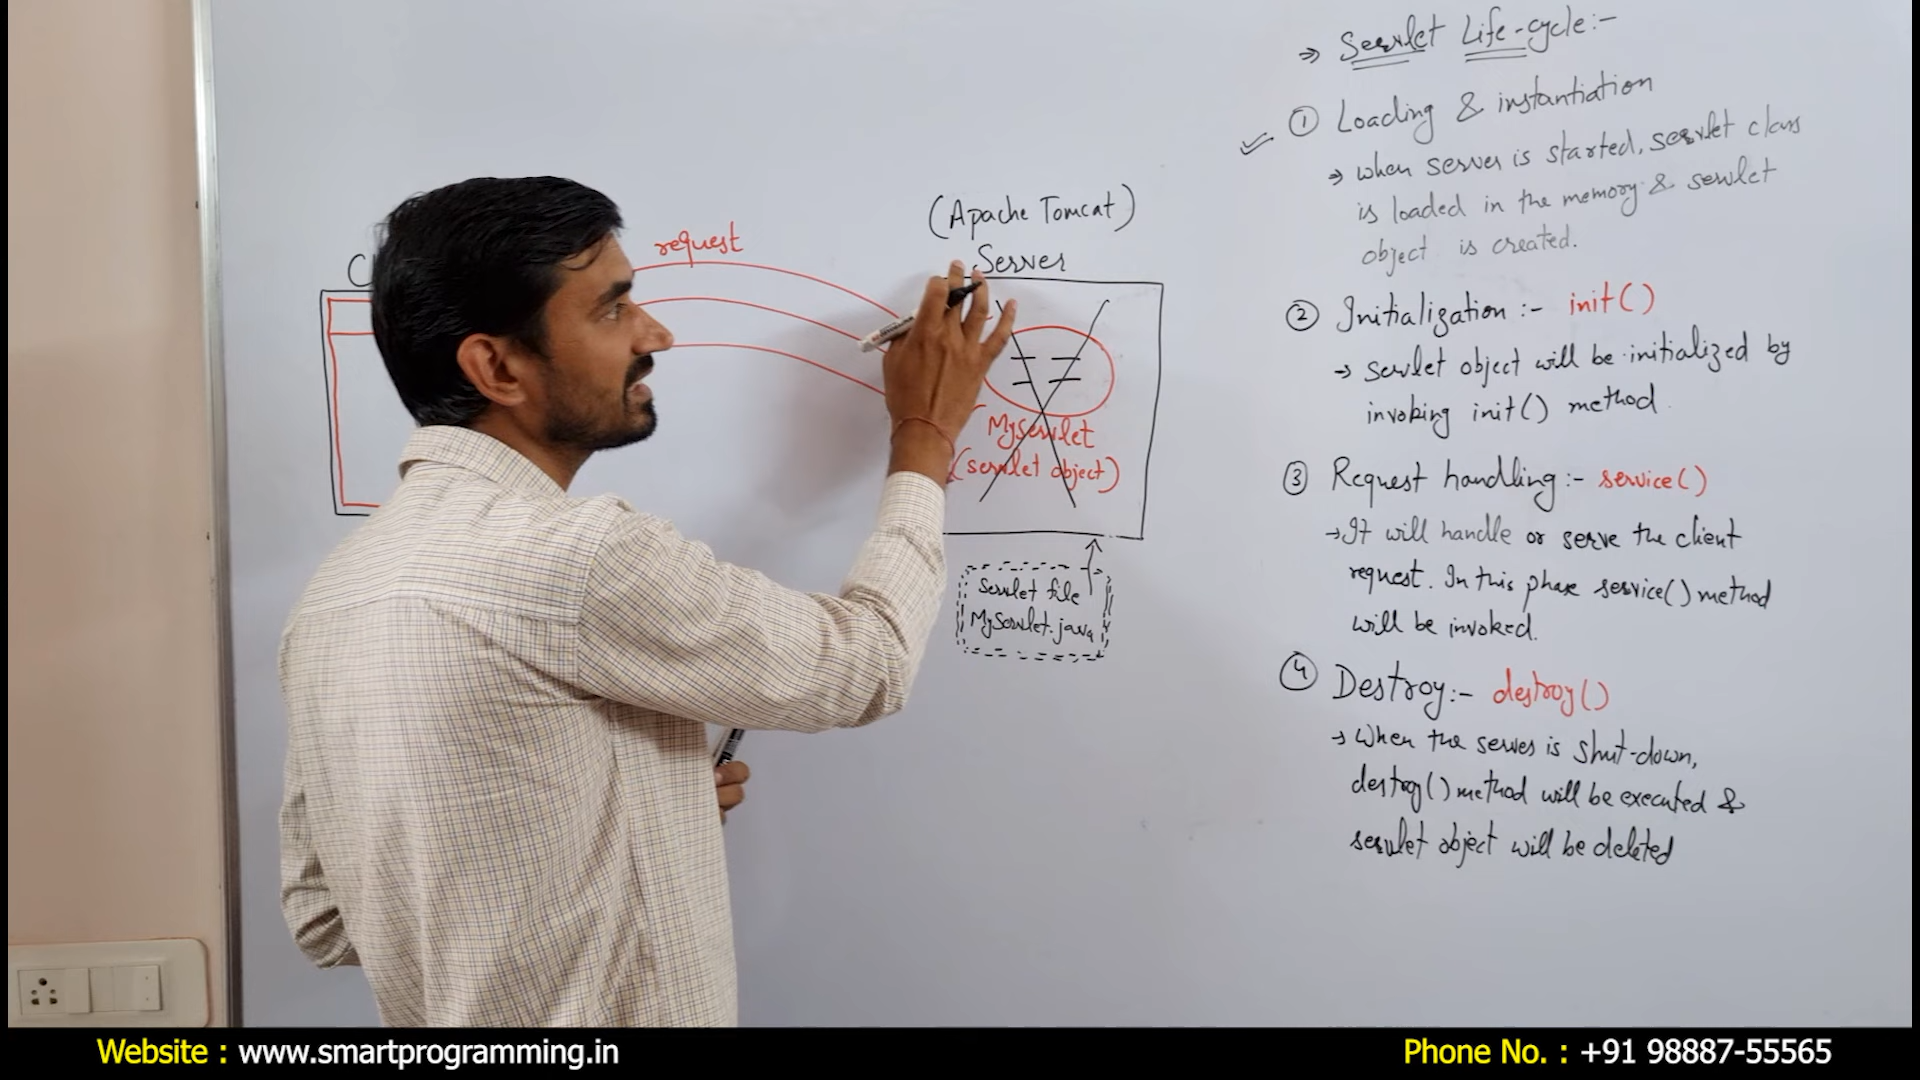 request
(Apache Tomcat)
Server
MyServlet
(servlet object)
Servlet file
MyServlet.java
⇒ Servlet Life-cycle:-
① Loading & instantiation
→ when server is started, servlet class
is loaded in the memory & servlet
object is created.
② Initialization :- init()
→ Servlet object will be initialized by
invoking init() method.
③ Request handling :- service()
→ It will handle or serve the client
request. In this phase service() method
will be invoked.
④ Destroy :- destroy()
→ When the server is shut-down,
destroy() method will be executed &
servlet object will be deleted
Website : www.smartprogramming.in
Phone No. : +91 98887-55565